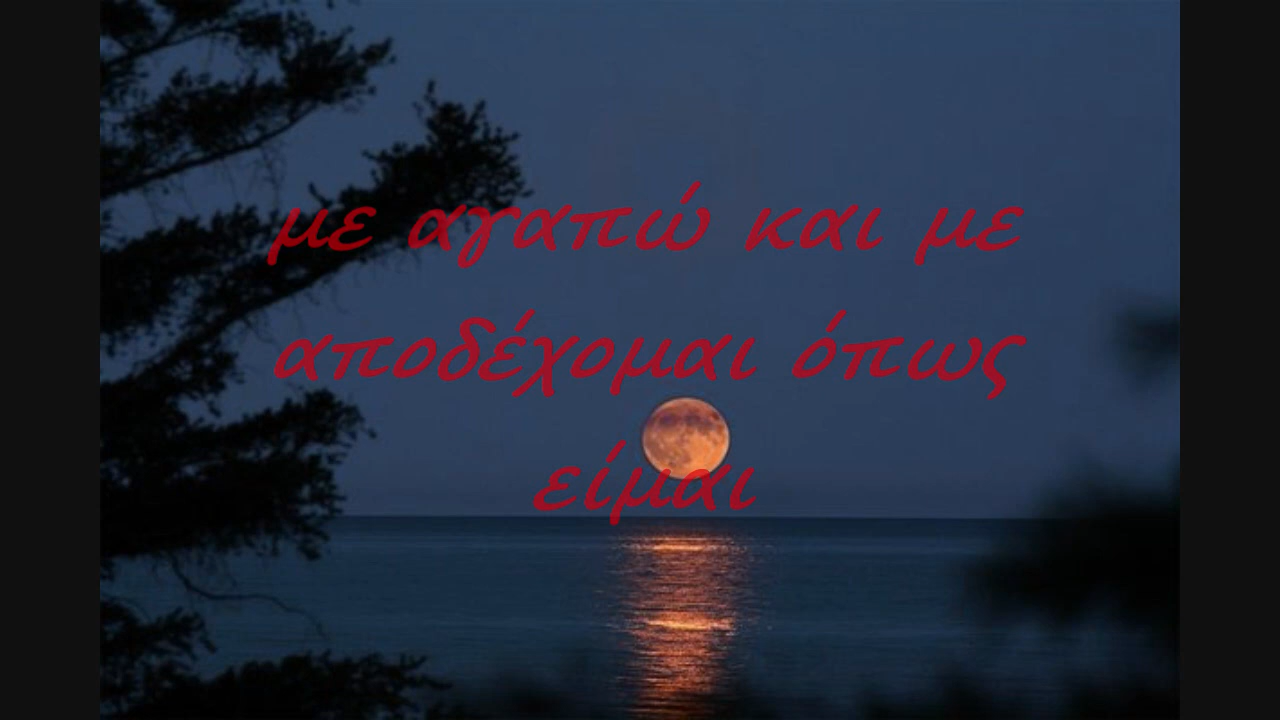 με αγαπώ και με
αποδέχομαι όπως
είμαι